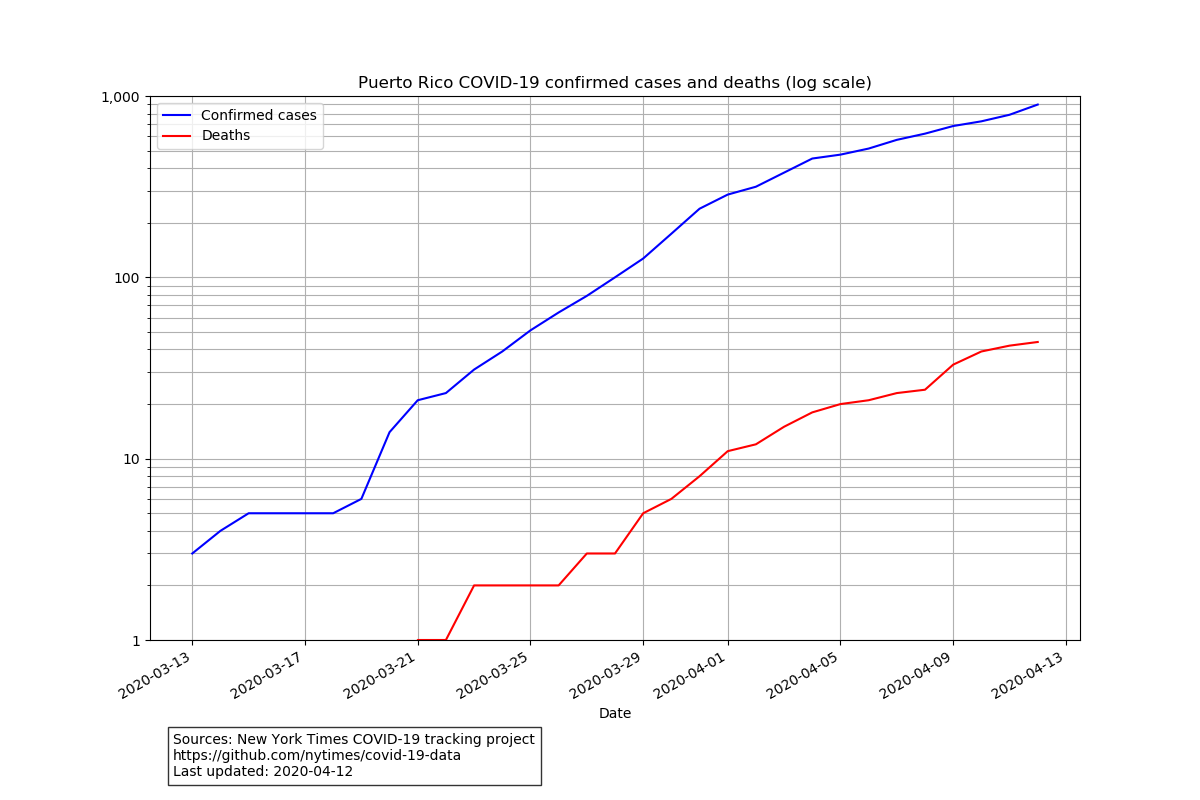 Puerto Rico COVID-19 confirmed cases and deaths (log scale)
1,000
100
10
1
Confirmed cases
Deaths
2020-03-13
2020-03-17
2020-03-21
2020-03-25
2020-03-29
2020-04-01
2020-04-05
2020-04-09
2020-04-13
Date
Sources: New York Times COVID-19 tracking project
https://github.com/nytimes/covid-19-data
Last updated: 2020-04-12